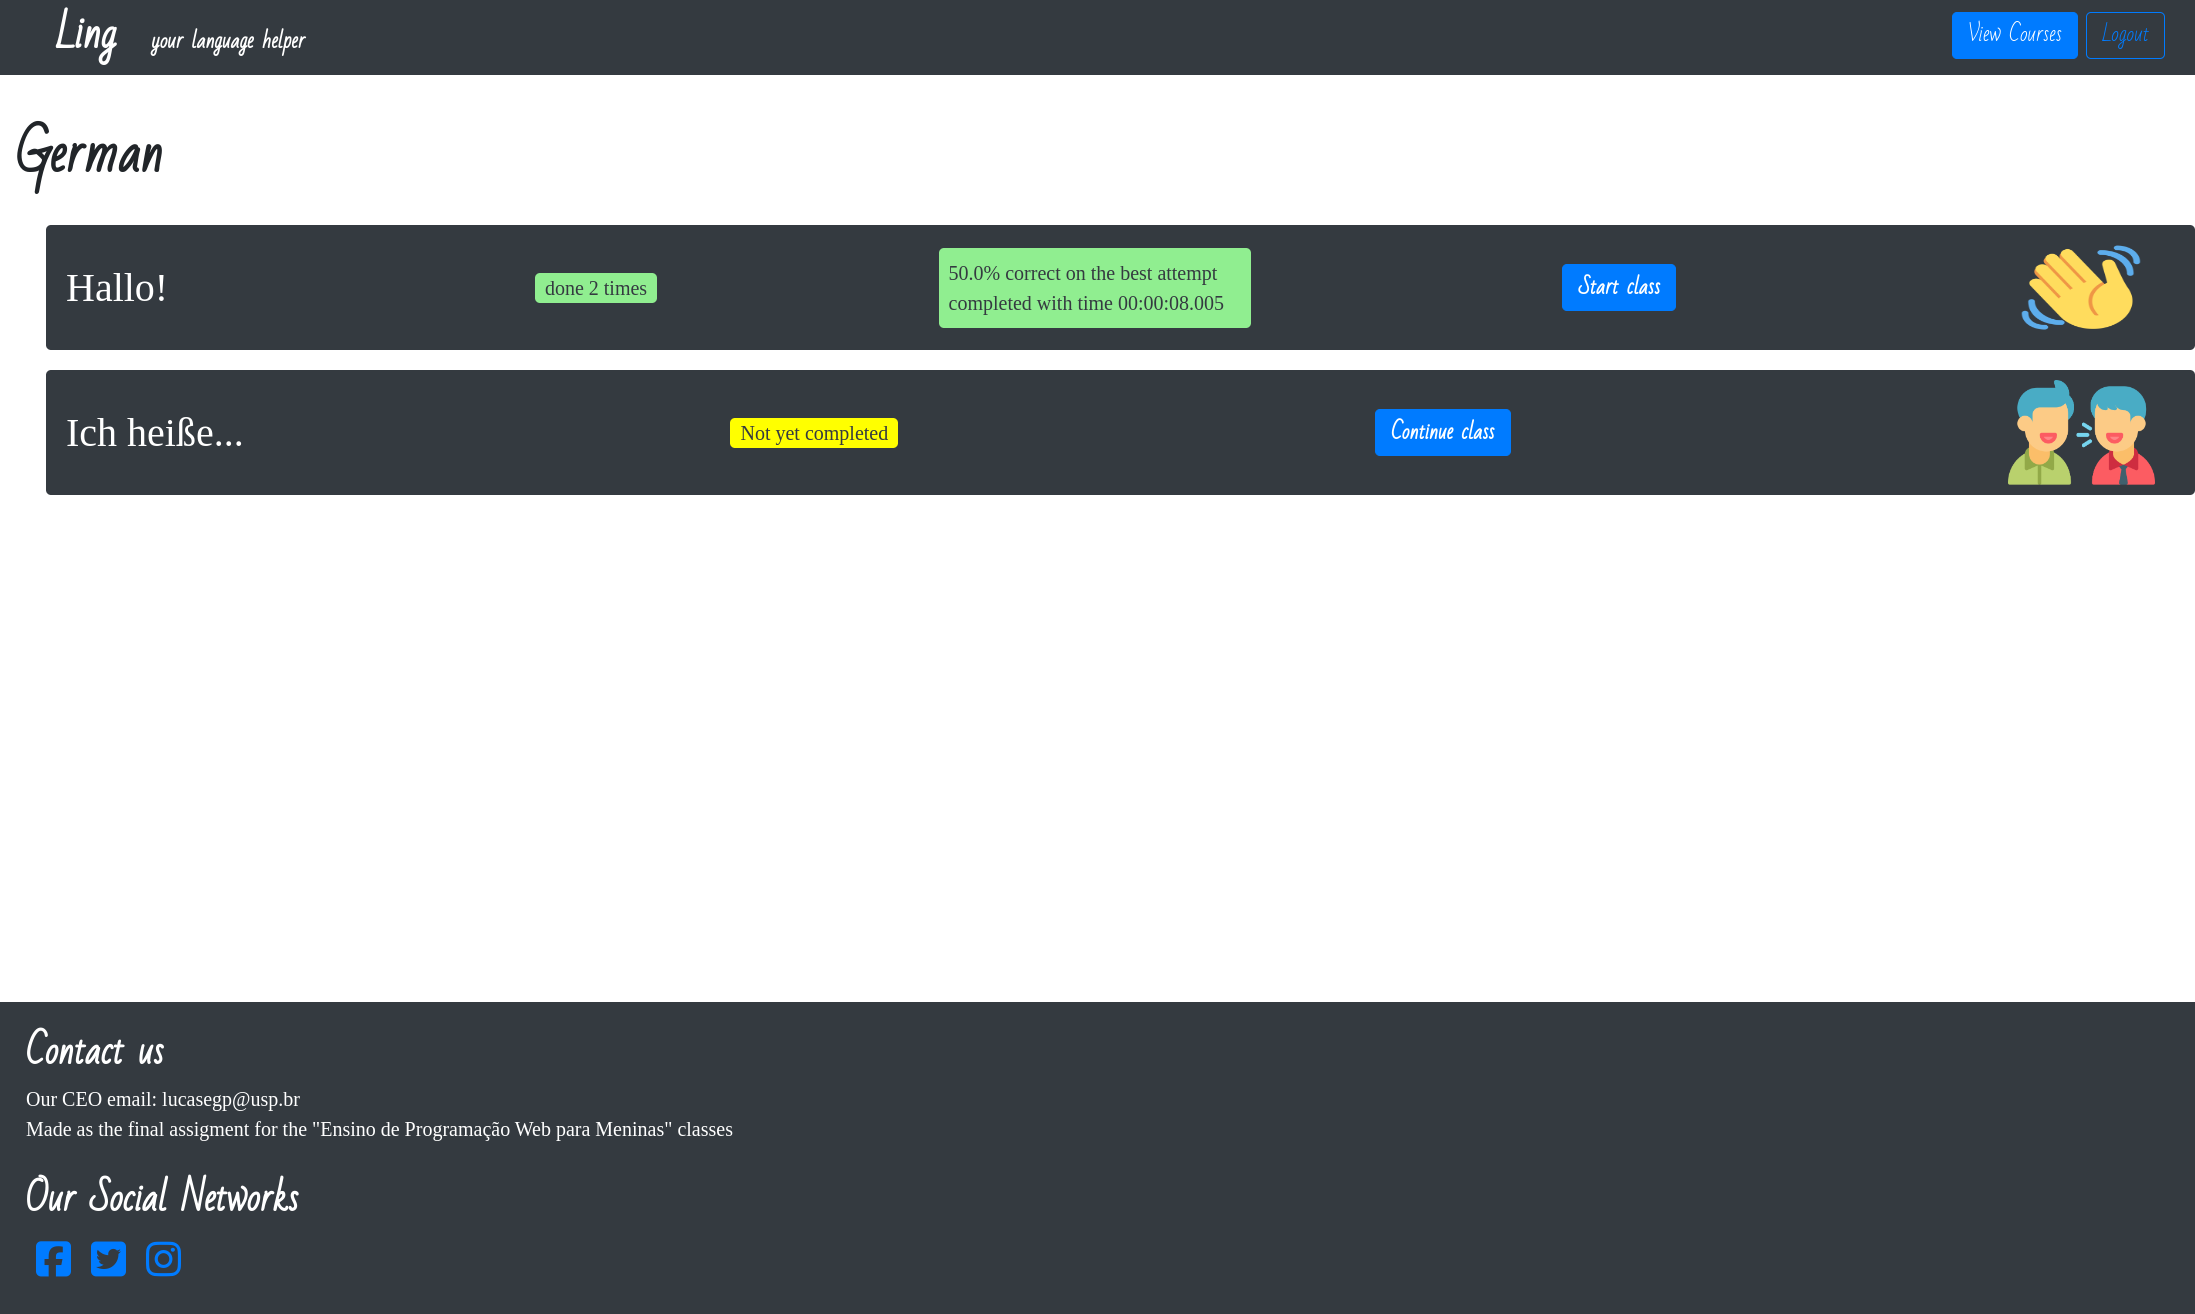 Ling your language helper View Courses Logout
German
Hallo! done 2 times
50.0% correct on the best attempt
completed with time 00:00:08.005
Start class
Ich heiße... Not yet completed Continue class
Contact us
Our CEO email: lucasegp@usp.br
Made as the final assigment for the "Ensino de Programação Web para Meninas" classes
Our Social Networks